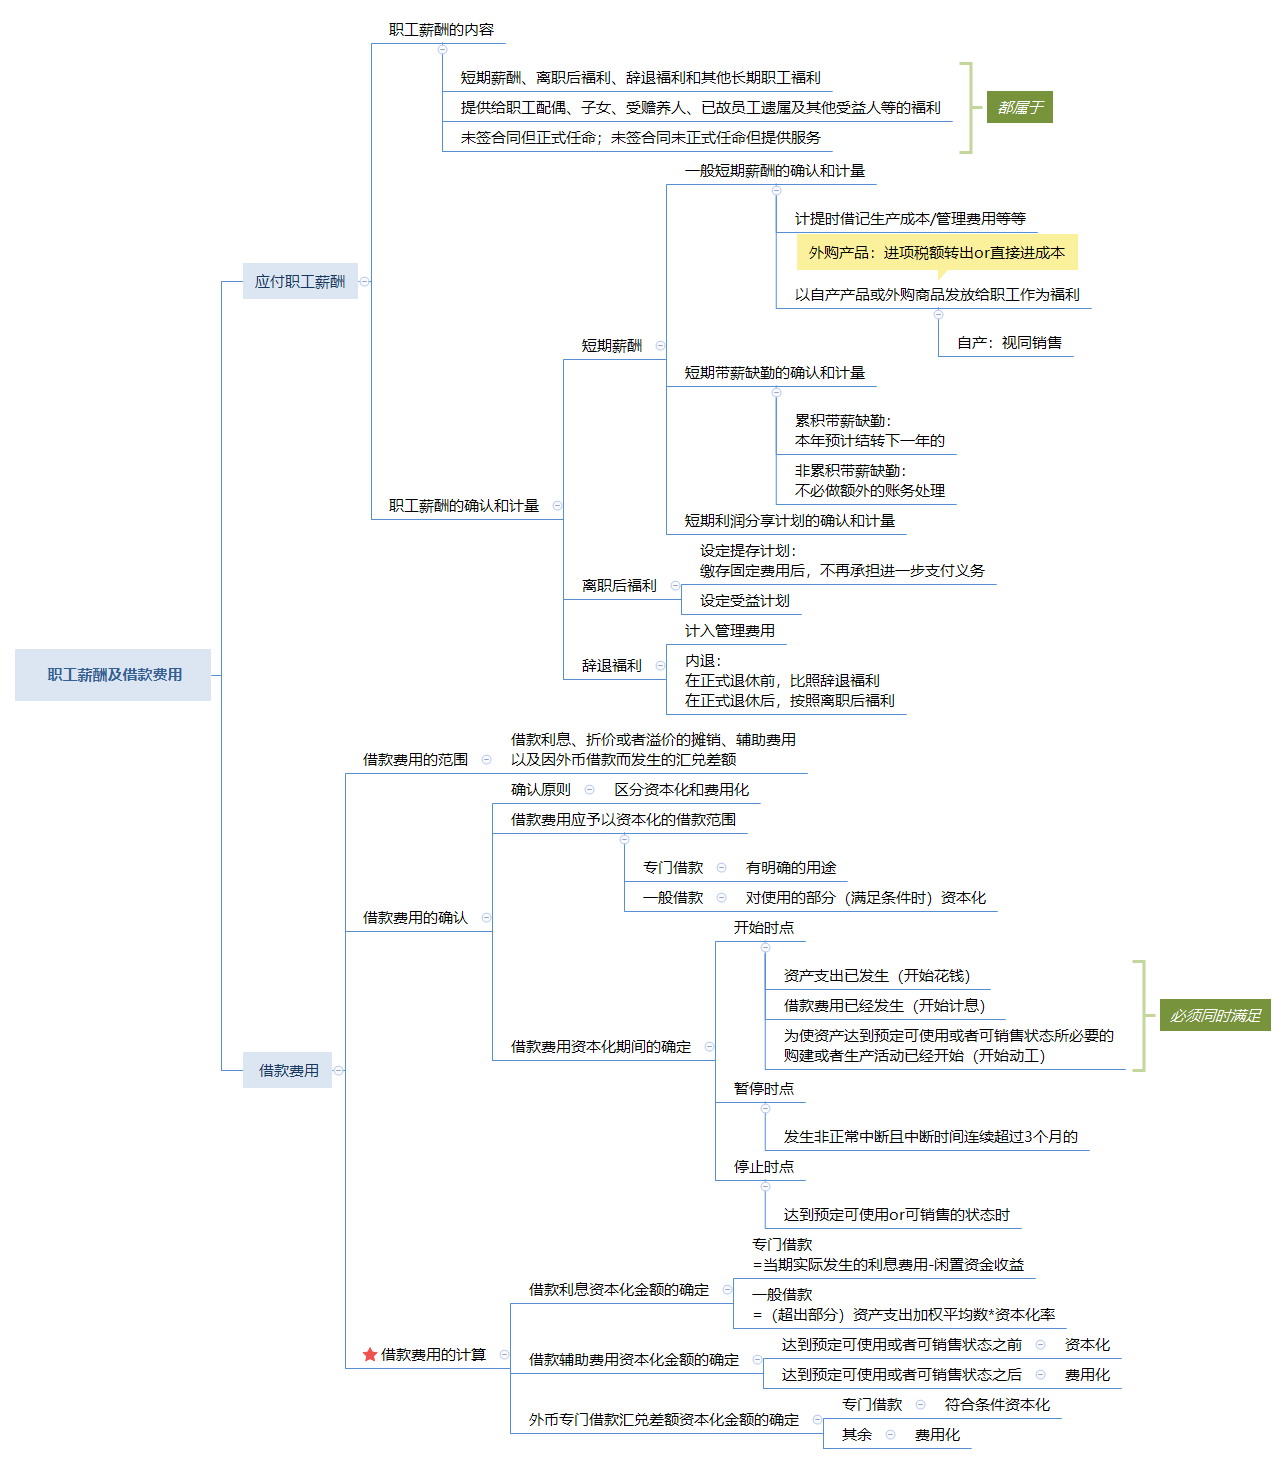 职工薪酬及借款费用
应付职工薪酬
职工薪酬的内容
短期薪酬、离职后福利、辞退福利和其他长期职工福利
提供给职工配偶、子女、受赡养人、已故员工遗属及其他受益人等的福利
未签合同但正式任命；未签合同未正式任命但提供服务
都属于
职工薪酬的确认和计量
短期薪酬
一般短期薪酬的确认和计量
计提时借记生产成本/管理费用等等
外购产品：进项税额转出or直接进成本
以自产产品或外购商品发放给职工作为福利
自产：视同销售
短期带薪缺勤的确认和计量
累积带薪缺勤：
本年预计结转下一年的
非累积带薪缺勤：
不必做额外的账务处理
短期利润分享计划的确认和计量
离职后福利
设定提存计划：
缴存固定费用后，不再承担进一步支付义务
设定受益计划
辞退福利
计入管理费用
内退：
在正式退休前，比照辞退福利
在正式退休后，按照离职后福利
借款费用
借款费用的范围
借款利息、折价或者溢价的摊销、辅助费用
以及因外币借款而发生的汇兑差额
借款费用的确认
确认原则
区分资本化和费用化
借款费用应予以资本化的借款范围
专门借款
有明确的用途
一般借款
对使用的部分（满足条件时）资本化
借款费用资本化期间的确定
开始时点
资产支出已发生（开始花钱）
借款费用已经发生（开始计息）
为使资产达到预定可使用或者可销售状态所必要的
购建或者生产活动已经开始（开始动工）
必须同时满足
暂停时点
发生非正常中断且中断时间连续超过3个月的
停止时点
达到预定可使用or可销售的状态时
借款费用的计算
借款利息资本化金额的确定
专门借款
=当期实际发生的利息费用-闲置资金收益
一般借款
=（超出部分）资产支出加权平均数*资本化率
借款辅助费用资本化金额的确定
达到预定可使用或者可销售状态之前
资本化
达到预定可使用或者可销售状态之后
费用化
外币专门借款汇兑差额资本化金额的确定
专门借款
符合条件资本化
其余
费用化